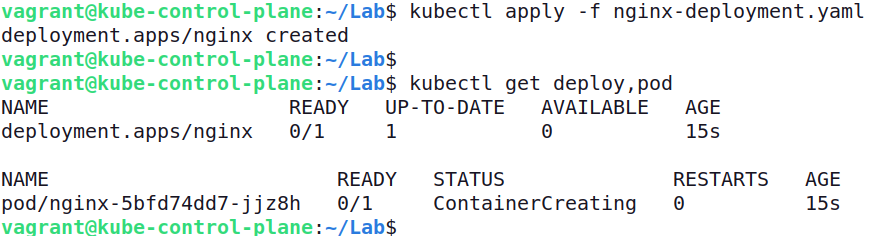 vagrant@kube-control-plane:~/Lab$ kubectl apply -f nginx-deployment.yaml
deployment.apps/nginx created
vagrant@kube-control-plane:~/Lab$
vagrant@kube-control-plane:~/Lab$ kubectl get deploy,pod
NAME                    READY   UP-TO-DATE   AVAILABLE   AGE
deployment.apps/nginx   0/1     1            0           15s

NAME                        READY   STATUS              RESTARTS   AGE
pod/nginx-5bfd74dd7-jjz8h   0/1     ContainerCreating   0          15s
vagrant@kube-control-plane:~/Lab$